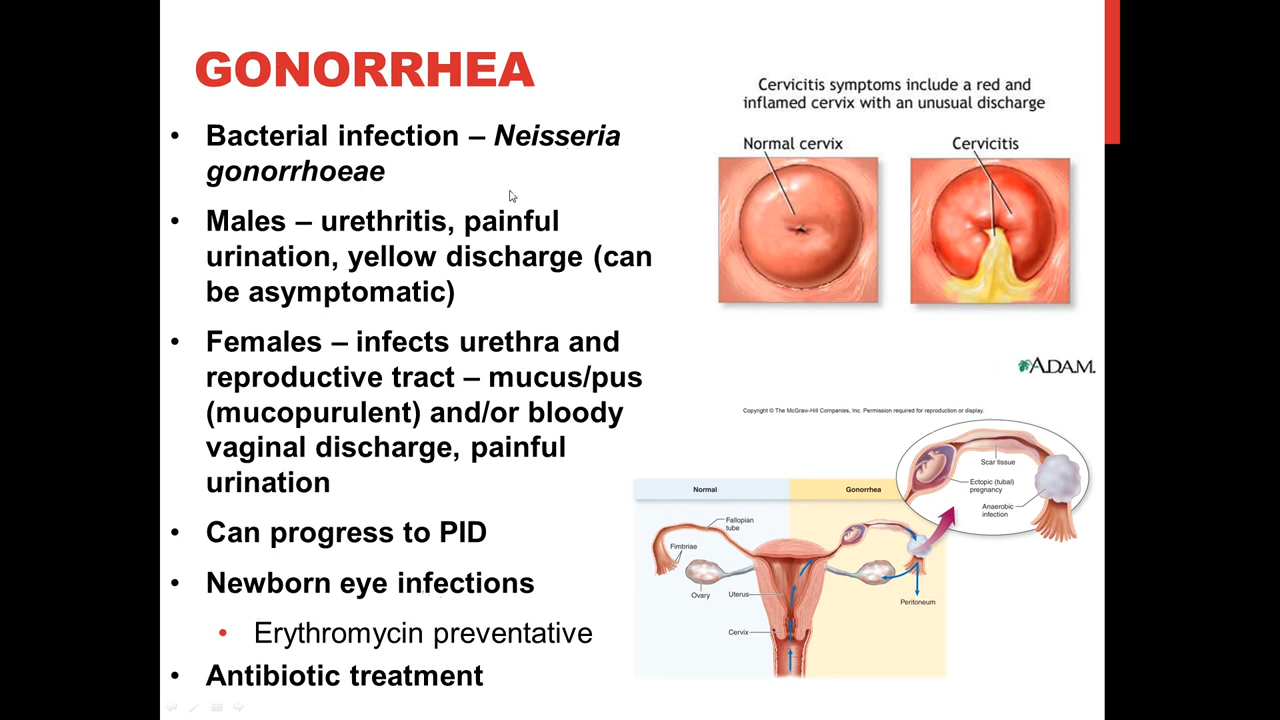 GONORRHEA
• Bacterial infection – Neisseria
gonorrhoeae
• Males – urethritis, painful
urination, yellow discharge (can
be asymptomatic)
• Females – infects urethra and
reproductive tract – mucus/pus
(mucopurulent) and/or bloody
vaginal discharge, painful
urination
• Can progress to PID
• Newborn eye infections
• Erythromycin preventative
• Antibiotic treatment
Cervicitis symptoms include a red and
inflamed cervix with an unusual discharge
Normal cervix
Cervicitis
ADAM.
Copyright © The McGraw-Hill Companies, Inc. Permission required for reproduction or display.
Normal
Gonorrhea
Scar tissue
Ectopic (tubal)
pregnancy
Anaerobic
infection
Fallopian
tube
Fimbriae
Ovary
Uterus
Cervix
Peritoneum